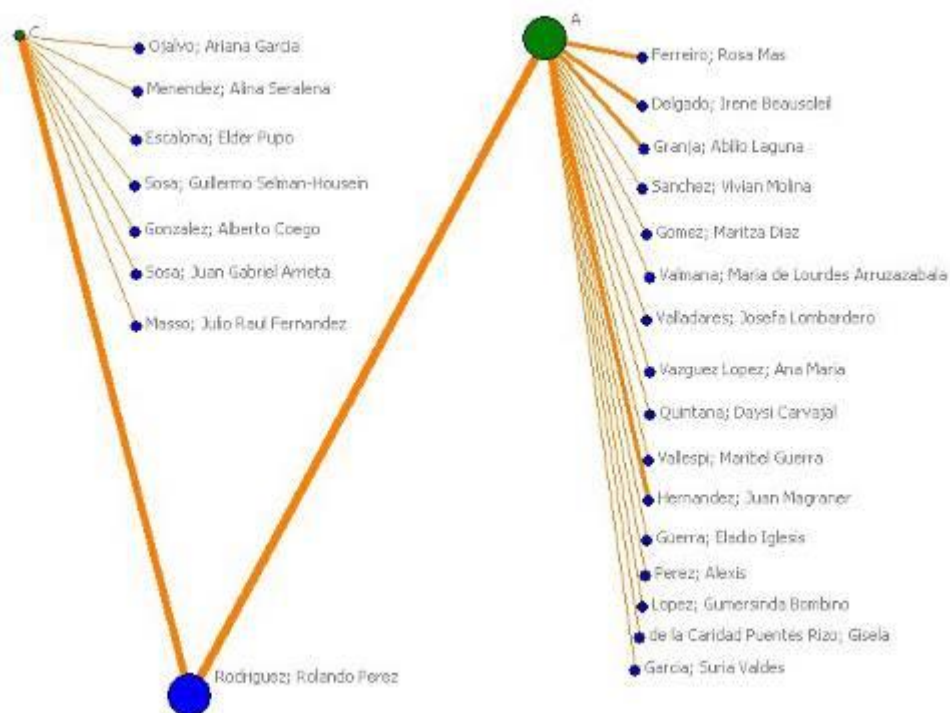 C
Ojalvo; Ariana Garcia
Menendez; Alina Seralena
Escalona; Elder Pupo
Sosa; Guillermo Selman-Housein
Gonzalez; Alberto Coego
Sosa; Juan Gabriel Arrieta
Masso; Julio Raul Fernandez
A
Ferreiro; Rosa Mas
Delgado; Irene Beausoleil
Granja; Abilio Laguna
Sanchez; Vivian Molina
Gomez; Maritza Diaz
Valmana; Maria de Lourdes Arruzazabala
Valladares; Josefa Lombardero
Vazguez Lopez; Ana Maria
Quintana; Daysi Carvajal
Vallespi; Maribel Guerra
Hernandez; Juan Magraner
Guerra; Eladio Iglesis
Perez; Alexis
Lopez; Gumersinda Bombino
de la Caridad Puentes Rizo; Gisela
Garcia; Suria Valdes
Rodriguez; Rolando Perez